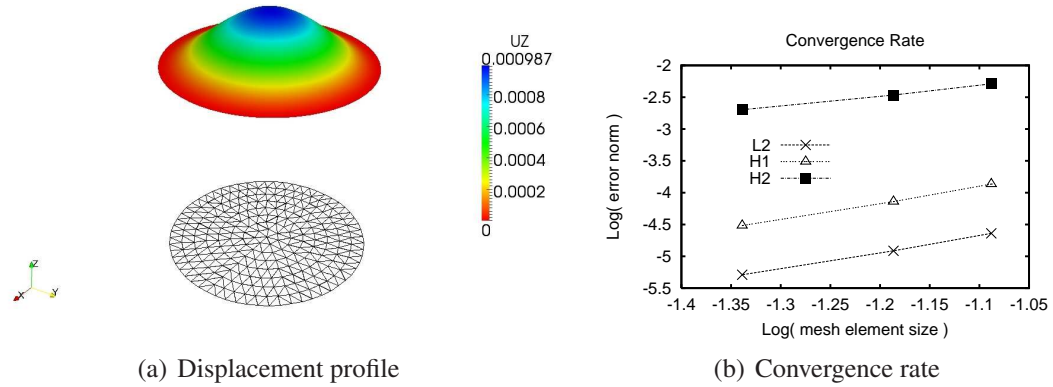 UZ
0.000987
0.0008
0.0006
0.0004
0.0002
0
Z
X
Y
(a) Displacement profile
Convergence Rate
Log( error norm )
-2
-2.5
-3
-3.5
-4
-4.5
-5
-5.5
L2
H1
H2
-1.4 -1.35 -1.3 -1.25 -1.2 -1.15 -1.1 -1.05
Log( mesh element size )
(b) Convergence rate